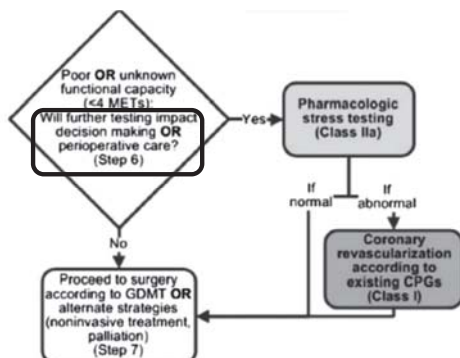 Poor OR unknown
functional capacity
(<4 METs):
Will further testing impact
decision making OR
perioperative care?
(Step 6)
Yes
Pharmacologic
stress testing
(Class IIa)
If
normal
If
abnormal
No
Coronary
revascularization
according to
existing CPGs
(Class I)
Proceed to surgery
according to GDMT OR
alternate strategies
(noninvasive treatment,
palliation)
(Step 7)